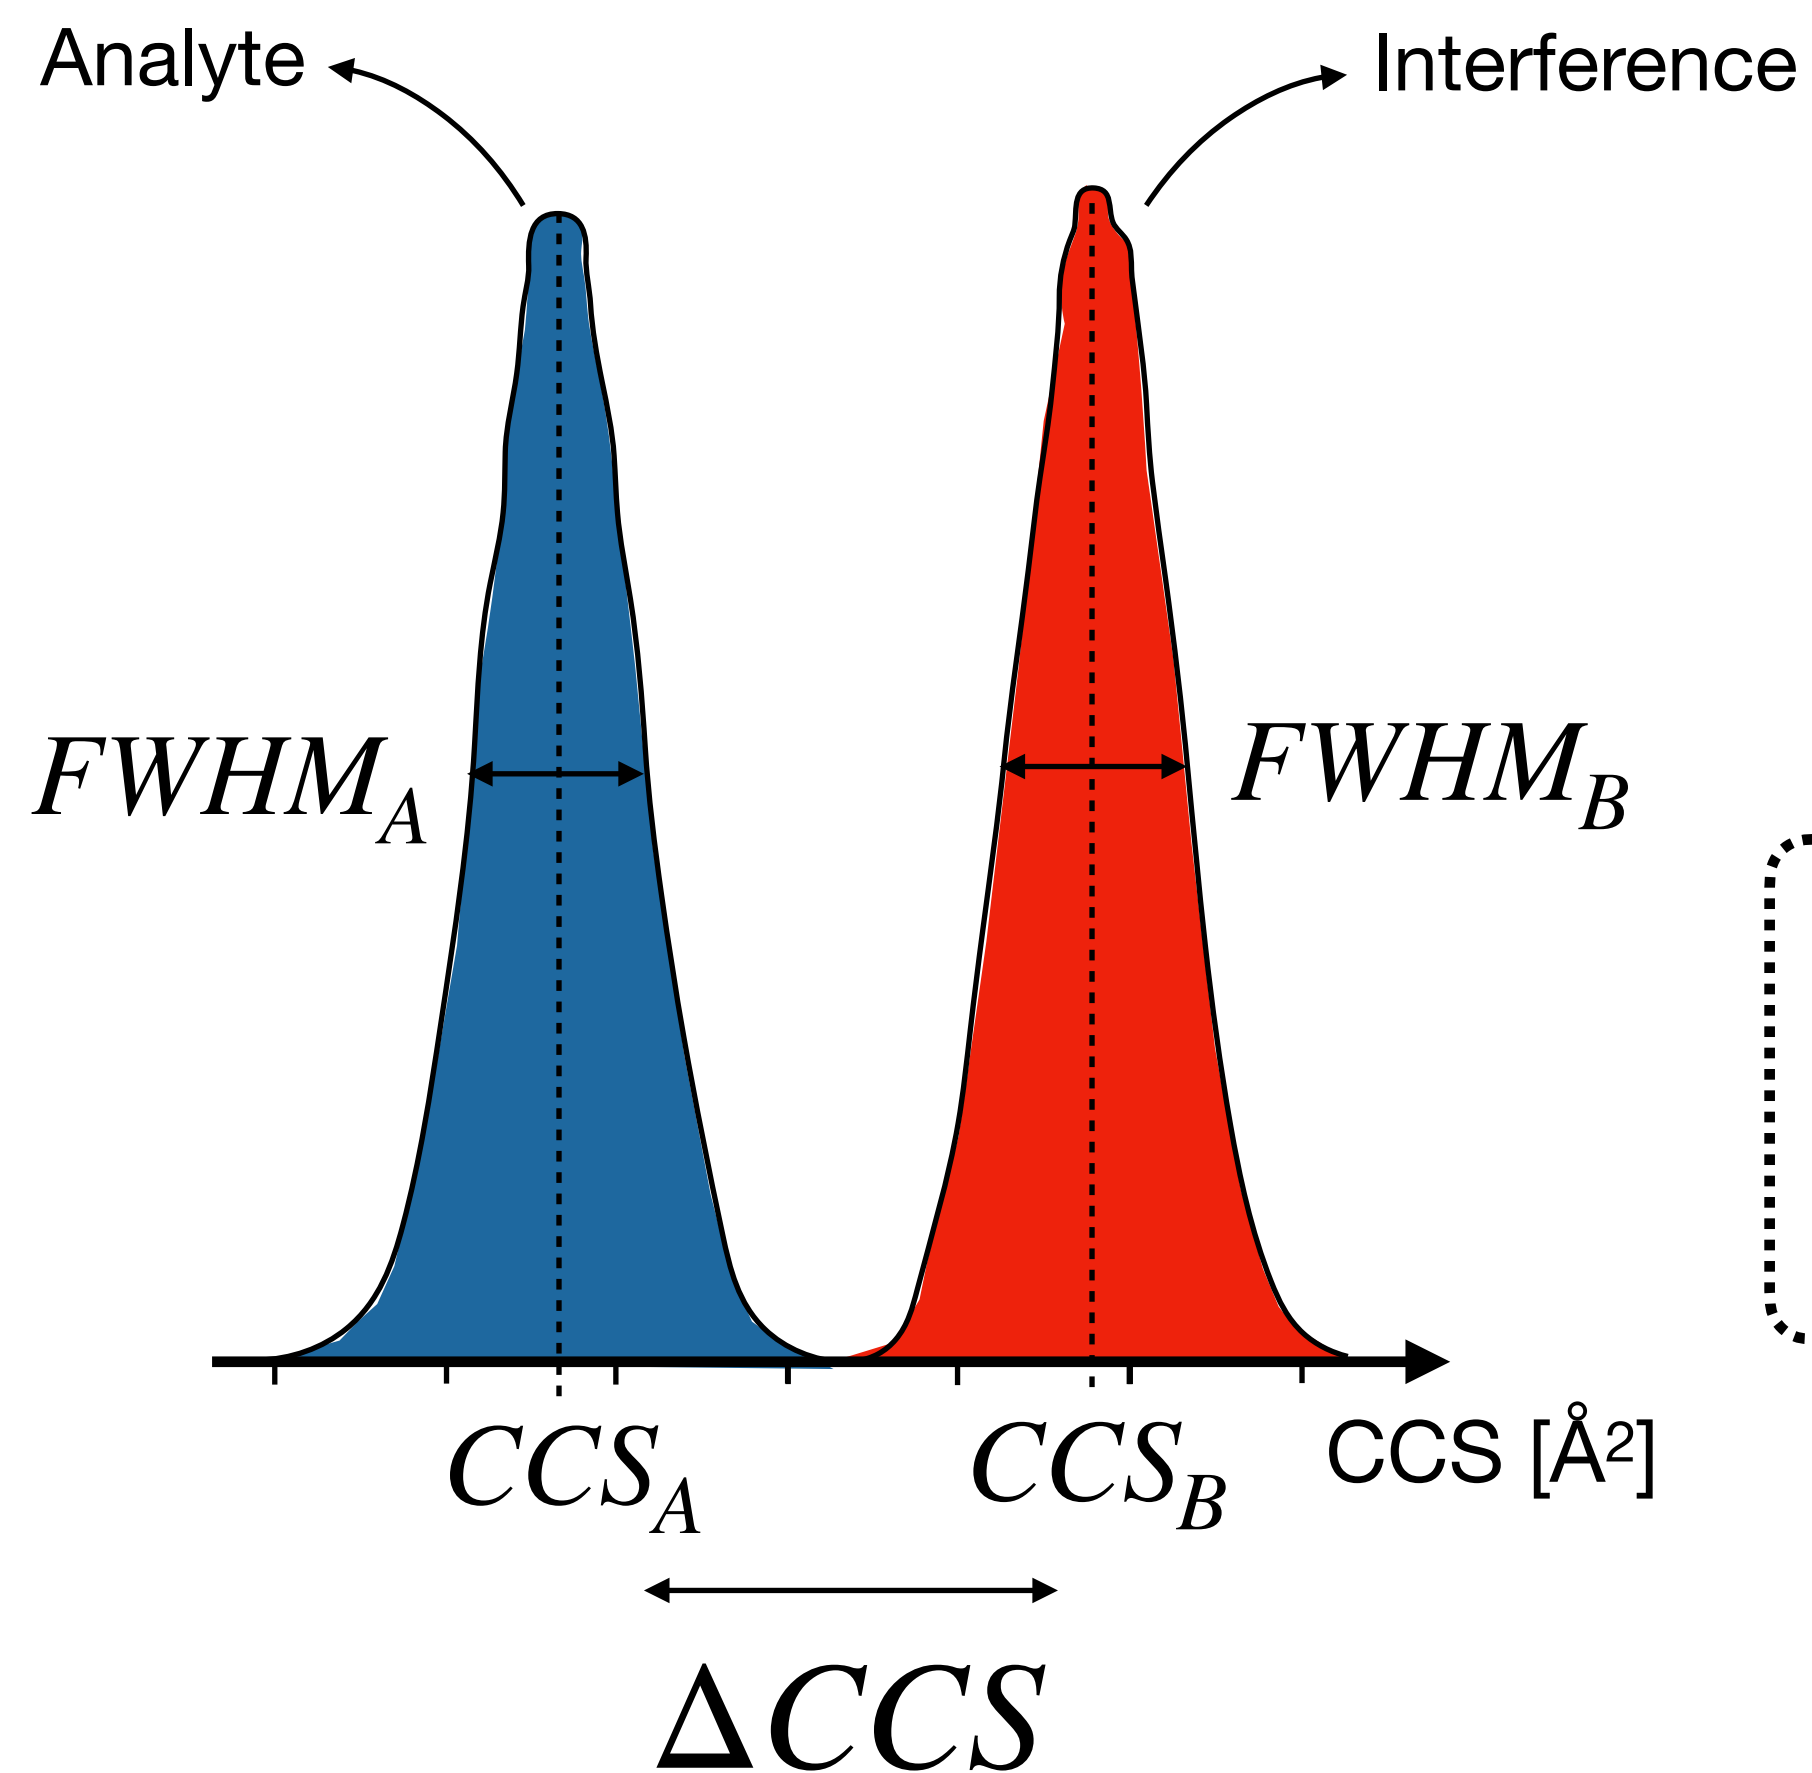 Analyte
Interference
FWHM_A
FWHM_B
CCS_A
CCS_B
CCS [Å²]
ΔCCS